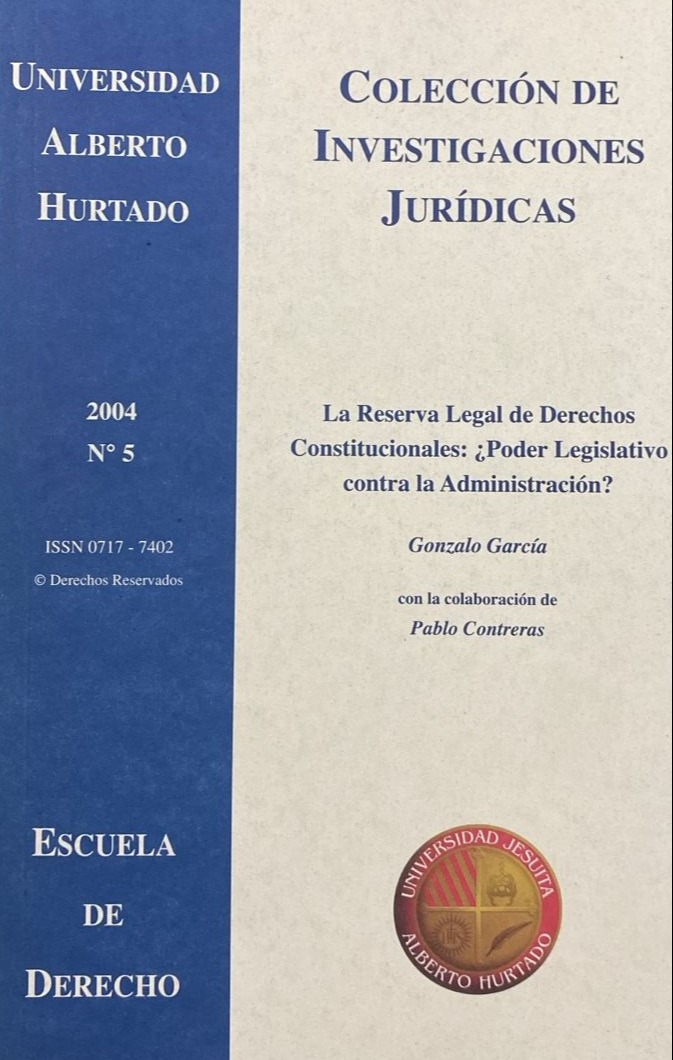 UNIVERSIDAD
ALBERTO
HURTADO
2004
N° 5
ISSN 0717 - 7402
© Derechos Reservados
ESCUELA
DE
DERECHO
COLECCIÓN DE
INVESTIGACIONES
JURÍDICAS
La Reserva Legal de Derechos
Constitucionales: ¿Poder Legislativo
contra la Administración?
Gonzalo García
con la colaboración de
Pablo Contreras
UNIVERSIDAD JESUITA
ALBERTO HURTADO
IHS